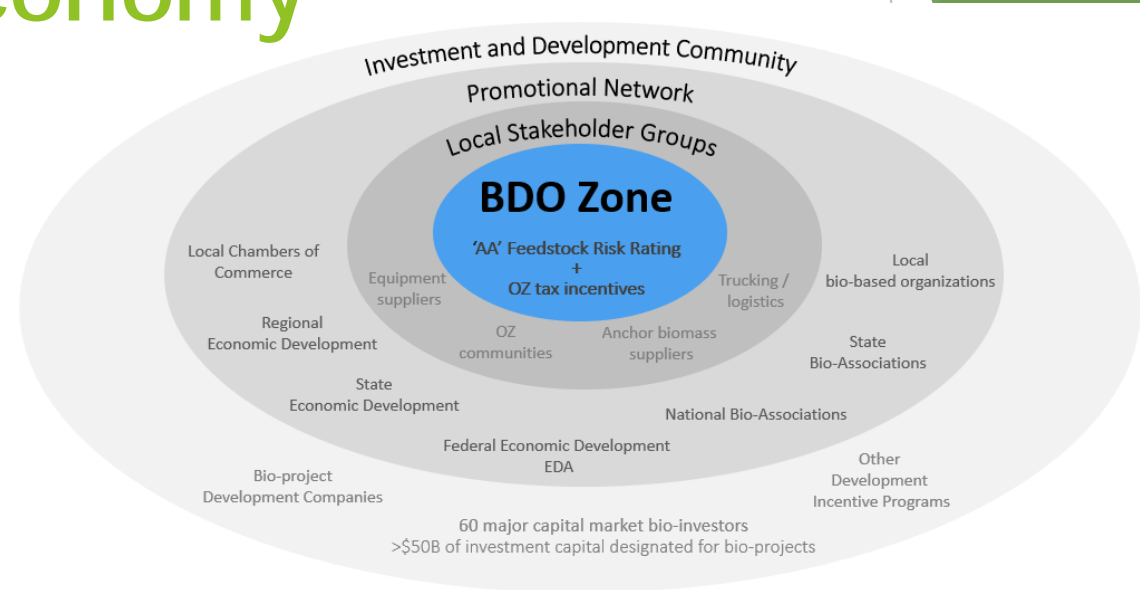 Investment and Development Community
Promotional Network
Local Stakeholder Groups
BDO Zone
‘AA’ Feedstock Risk Rating
+
OZ tax incentives
Local Chambers of
Commerce
Equipment
suppliers
Trucking /
logistics
Local
bio-based organizations
Regional
Economic Development
OZ
communities
Anchor biomass
suppliers
State
Bio-Associations
State
Economic Development
National Bio-Associations
Federal Economic Development
EDA
Bio-project
Development Companies
Other
Development
Incentive Programs
60 major capital market bio-investors
>$50B of investment capital designated for bio-projects